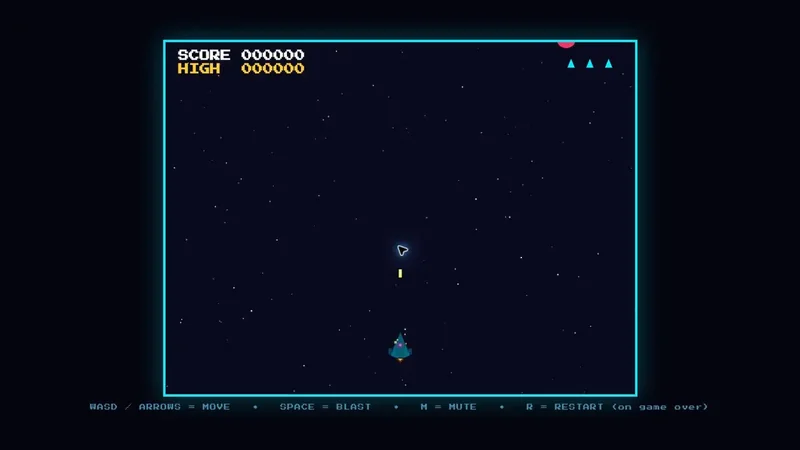 SCORE 000000
HIGH 000000
WASD / ARROWS = MOVE • SPACE = BLAST • M = MUTE • R = RESTART (on game over)